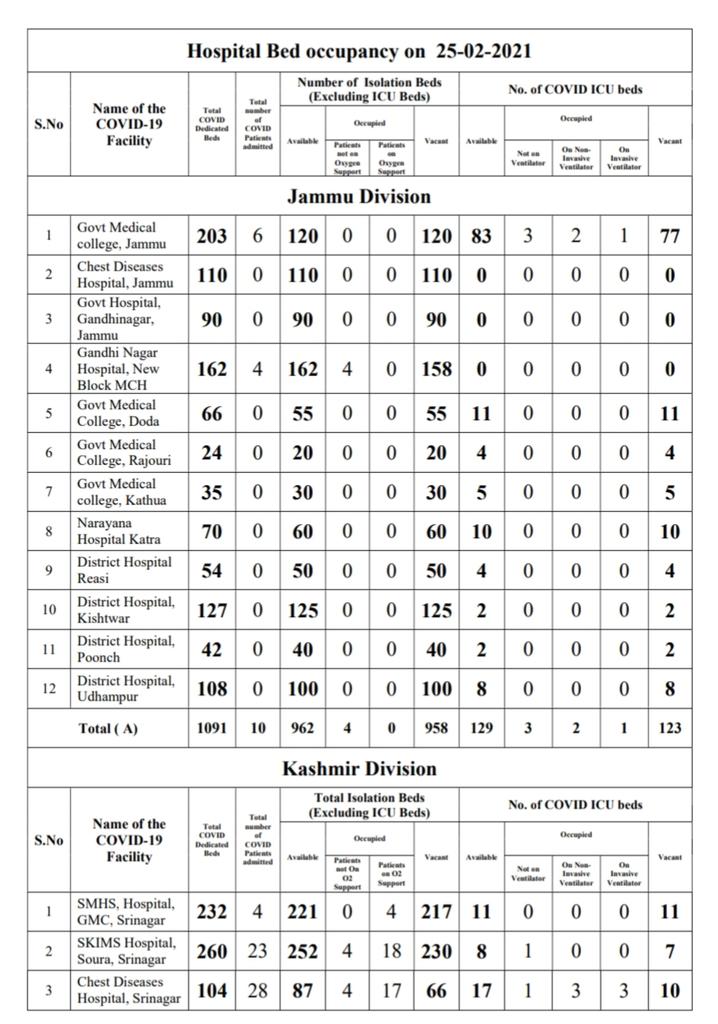 Hospital Bed occupancy on 25-02-2021
S.No
Name of the
COVID-19
Facility
Total
COVID
Dedicated
Beds
Total
number
of
COVID
Patients
admitted
Number of Isolation Beds
(Excluding ICU Beds)
No. of COVID ICU beds
Available
Occupied
Vacant
Available
Occupied
Vacant
Patients
not on
Oxygen
Support
Patients
on
Oxygen
Support
Not on
Ventilator
On Non-
Invasive
Ventilator
On
Invasive
Ventilator
Jammu Division
1 Govt Medical
college, Jammu 203 6 120 0 0 120 83 3 2 1 77
2 Chest Diseases
Hospital, Jammu 110 0 110 0 0 110 0 0 0 0 0
3 Govt Hospital,
Gandhinagar,
Jammu 90 0 90 0 0 90 0 0 0 0 0
4 Gandhi Nagar
Hospital, New
Block MCH 162 4 162 4 0 158 0 0 0 0 0
5 Govt Medical
College, Doda 66 0 55 0 0 55 11 0 0 0 11
6 Govt Medical
College, Rajouri 24 0 20 0 0 20 4 0 0 0 4
7 Govt Medical
college, Kathua 35 0 30 0 0 30 5 0 0 0 5
8 Narayana
Hospital Katra 70 0 60 0 0 60 10 0 0 0 10
9 District Hospital
Reasi 54 0 50 0 0 50 4 0 0 0 4
10 District Hospital,
Kishtwar 127 0 125 0 0 125 2 0 0 0 2
11 District Hospital,
Poonch 42 0 40 0 0 40 2 0 0 0 2
12 District Hospital,
Udhampur 108 0 100 0 0 100 8 0 0 0 8
Total ( A) 1091 10 962 4 0 958 129 3 2 1 123
Kashmir Division
S.No
Name of the
COVID-19
Facility
Total
COVID
Dedicated
Beds
Total
number
of
COVID
Patients
admitted
Total Isolation Beds
(Excluding ICU Beds)
No. of COVID ICU beds
Available
Occupied
Vacant
Available
Occupied
Vacant
Patients
not On
O2
Support
Patients
on O2
Support
Not on
Ventilator
On Non-
Invasive
Ventilator
On
Invasive
Ventilator
1 SMHS, Hospital,
GMC, Srinagar 232 4 221 0 4 217 11 0 0 0 11
2 SKIMS Hospital,
Soura, Srinagar 260 23 252 4 18 230 8 1 0 0 7
3 Chest Diseases
Hospital, Srinagar 104 28 87 4 17 66 17 1 3 3 10